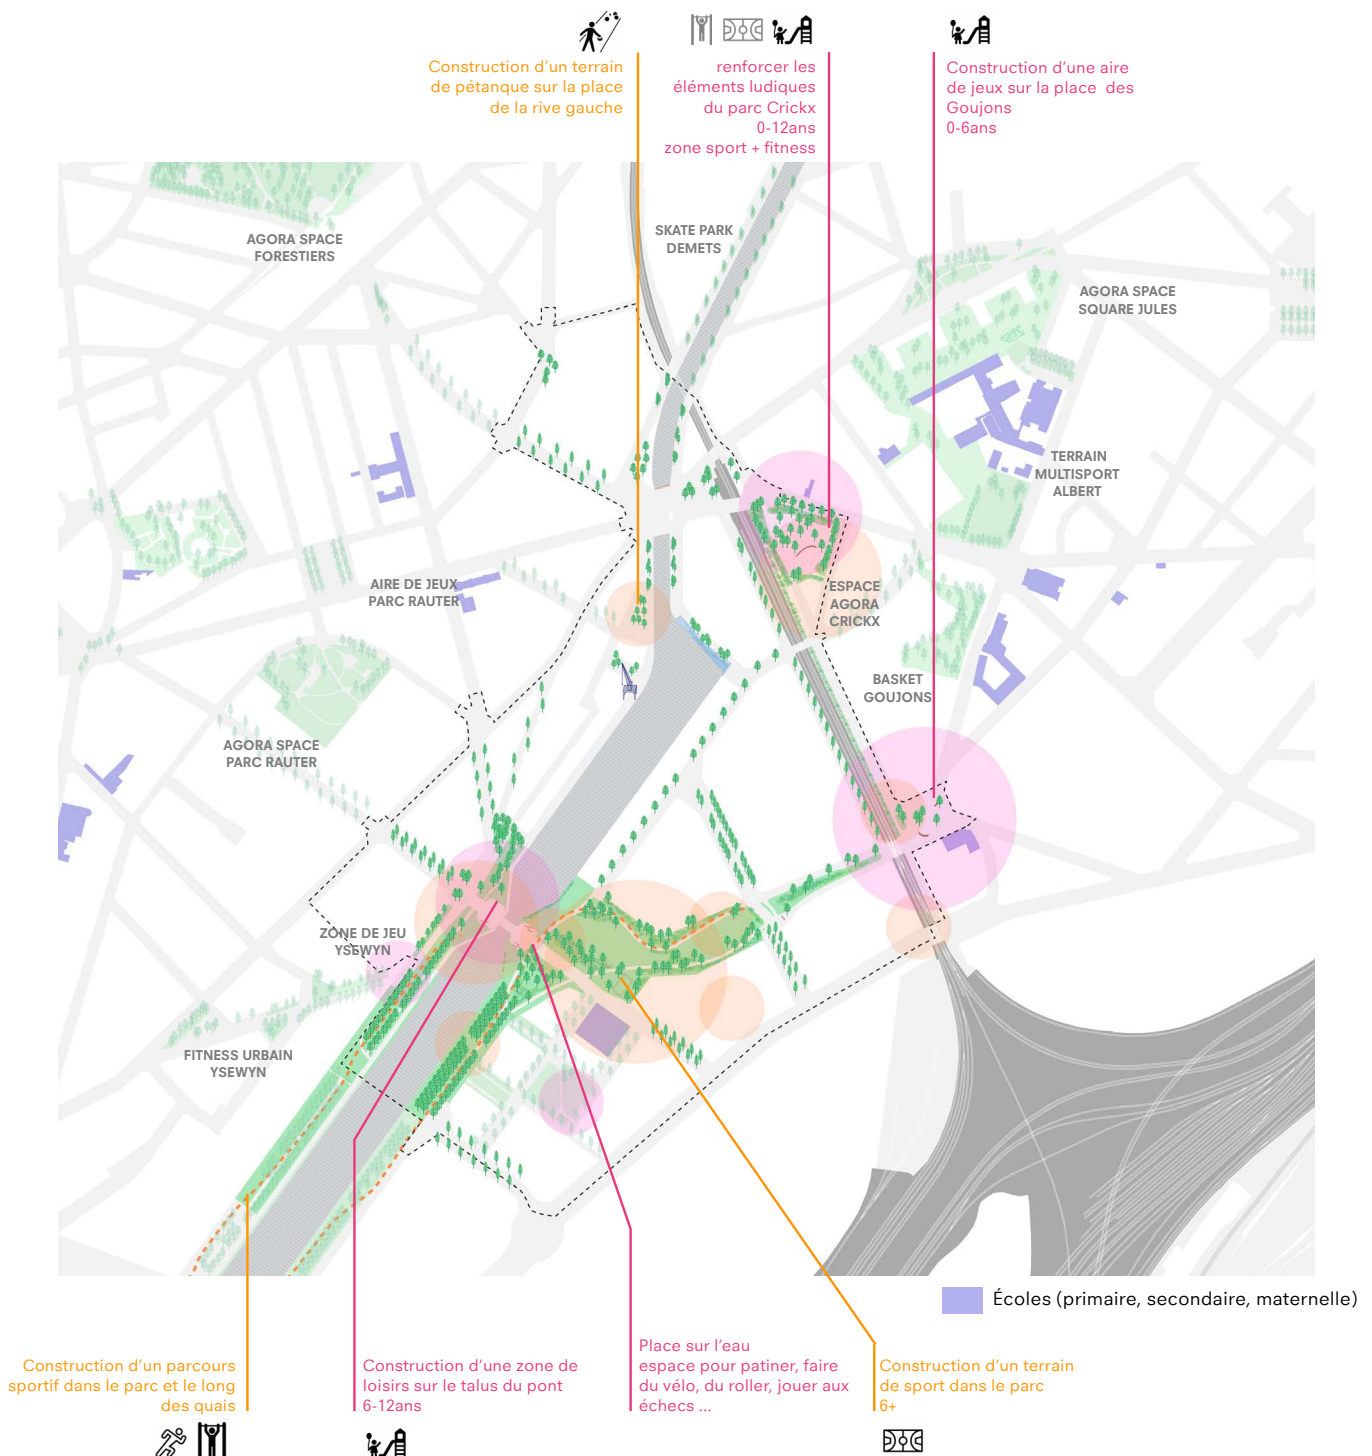 Construction d'un terrain
de pétanque sur la place
de la rive gauche
renforcer les
éléments ludiques
du parc Crickx
0-12ans
zone sport + fitness
Construction d'une aire
de jeux sur la place des
Goujons
0-6ans
AGORA SPACE
FORESTIERS
SKATE PARK
DEMETS
AGORA SPACE
SQUARE JULES
TERRAIN
MULTISPORT
ALBERT
AIRE DE JEUX
PARC RAUTER
ESPACE
AGORA
CRICKX
BASKET
GOUJONS
AGORA SPACE
PARC RAUTER
ZONE DE JEU
YSEWYN
FITNESS URBAIN
YSEWYN
Écoles (primaire, secondaire, maternelle)
Construction d'un parcours
sportif dans le parc et le long
des quais
Construction d'une zone de
loisirs sur le talus du pont
6-12ans
Place sur l'eau
espace pour patiner, faire
du vélo, du roller, jouer aux
échecs ...
Construction d'un terrain
de sport dans le parc
6+